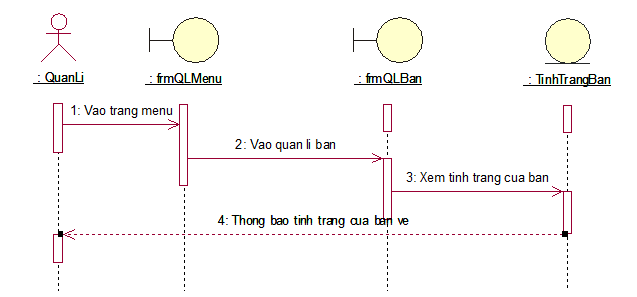 : QuanLi
: frmQLMenu
: frmQLBan
: TinhTrangBan
1: Vao trang menu
2: Vao quan li ban
3: Xem tinh trang cua ban
4: Thong bao tinh trang cua ban ve